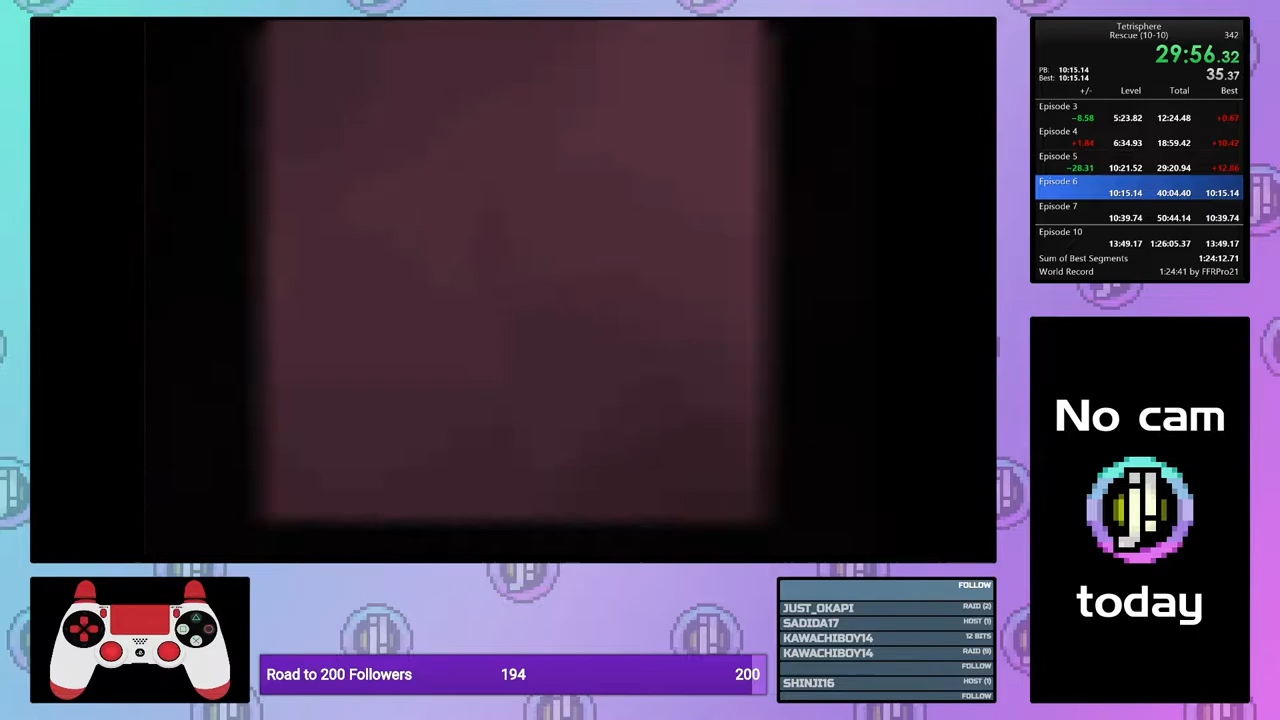 Tetrisphere
Rescue (10-10) 342
29:56.32
PB: 10:15.14
Best: 10:15.14 35.37
+/- Level Total Best
Episode 3
−8.58 5:23.82 12:24.48 +0.67
Episode 4
+1.84 6:34.93 18:59.42 +10.42
Episode 5
−28.31 10:21.52 29:20.94 +12.86
Episode 6
10:15.14 40:04.40 10:15.14
Episode 7
10:39.74 50:44.14 10:39.74
Episode 10
13:49.17 1:26:05.37 13:49.17
Sum of Best Segments 1:24:12.71
World Record 1:24:41 by FFRPro21
No cam
today
FOLLOW
JUST_OKAPI RAID (2)
SADIDA17 HOST (1)
KAWACHIBOY14 12 BITS
KAWACHIBOY14 RAID (9)
FOLLOW
SHINJI16 HOST (1)
FOLLOW
Road to 200 Followers 194 200